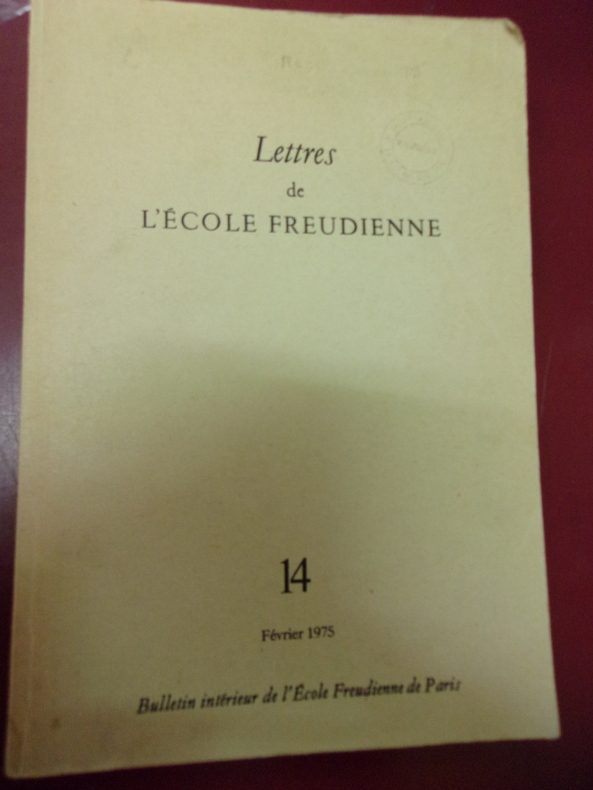 Lettres
de
L'ÉCOLE FREUDIENNE
14
Février 1975
Bulletin intérieur de l'École Freudienne de Paris